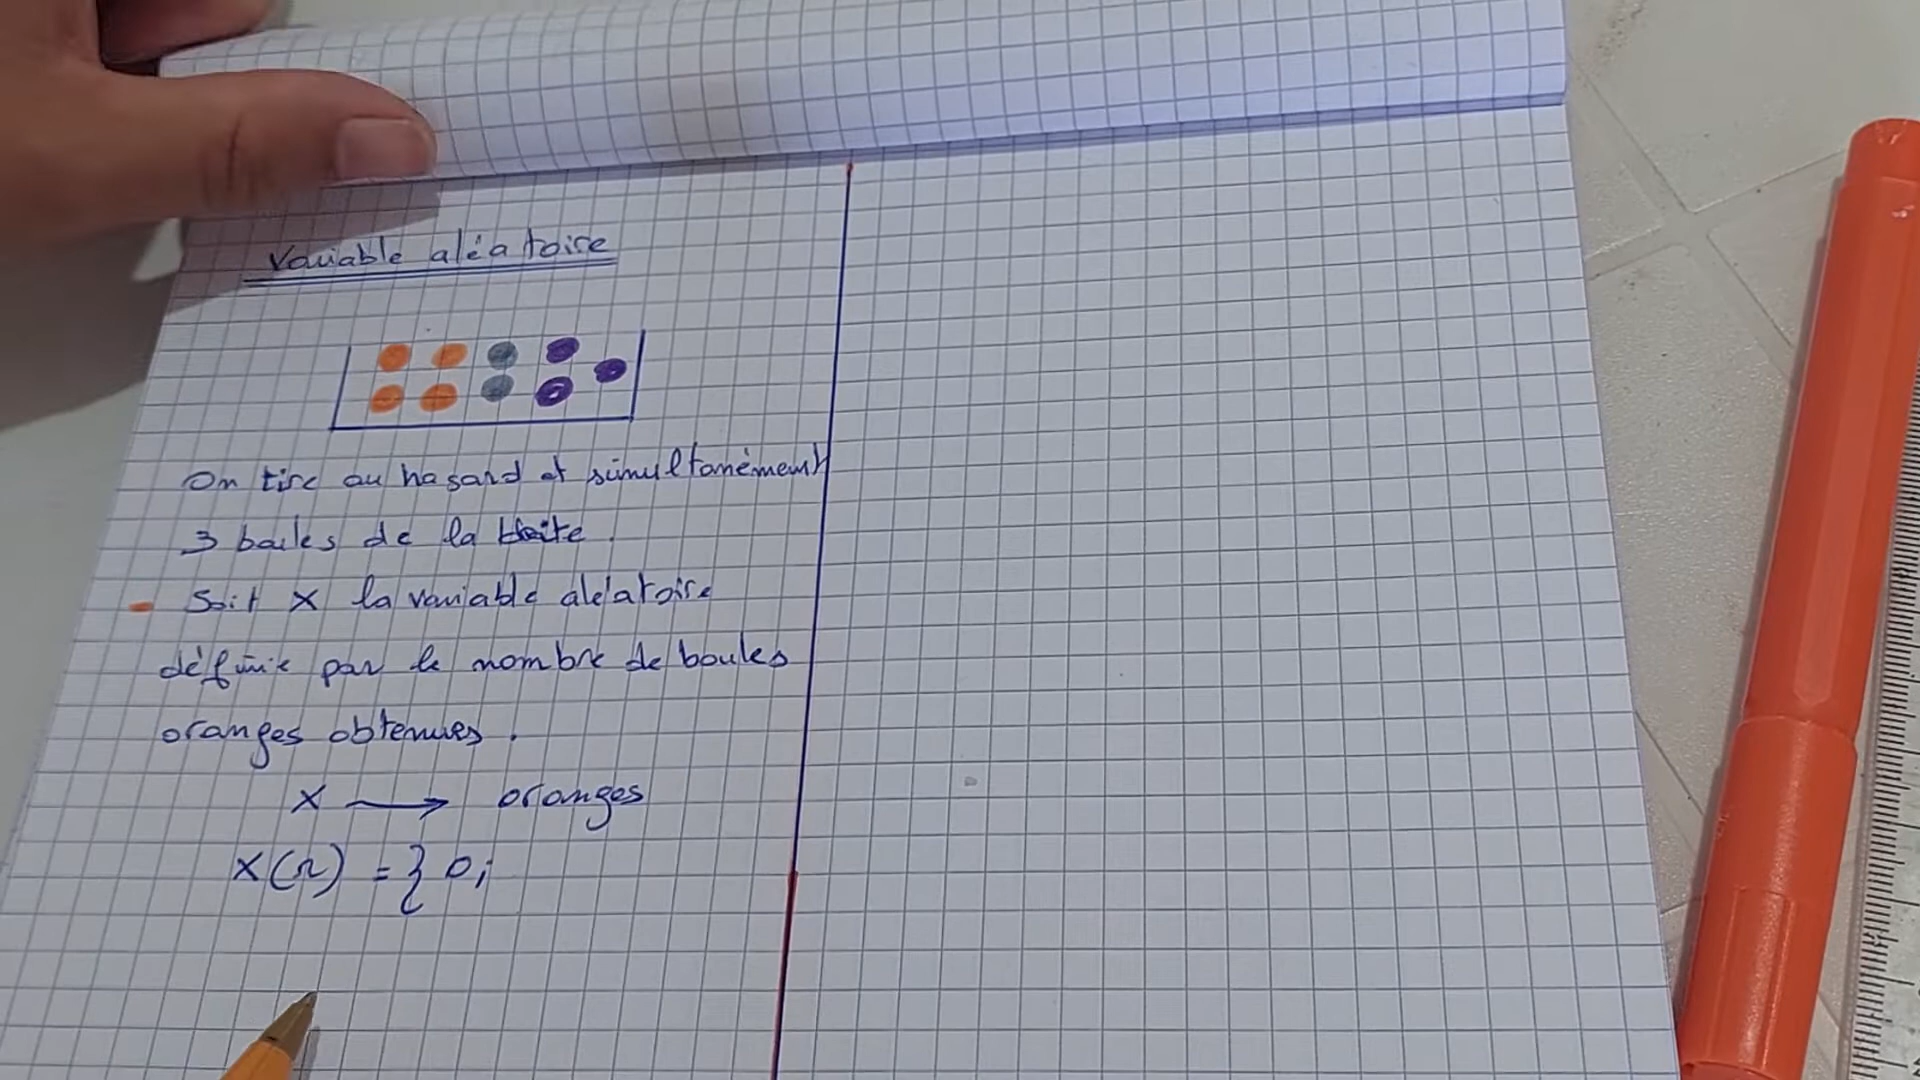 Variable aléatoire
On tire au hasard et simultanément
3 boules de la boite.
- Soit X la variable aléatoire
définie par le nombre de boules
oranges obtenues.
X → oranges
X(Ω) = { 0;